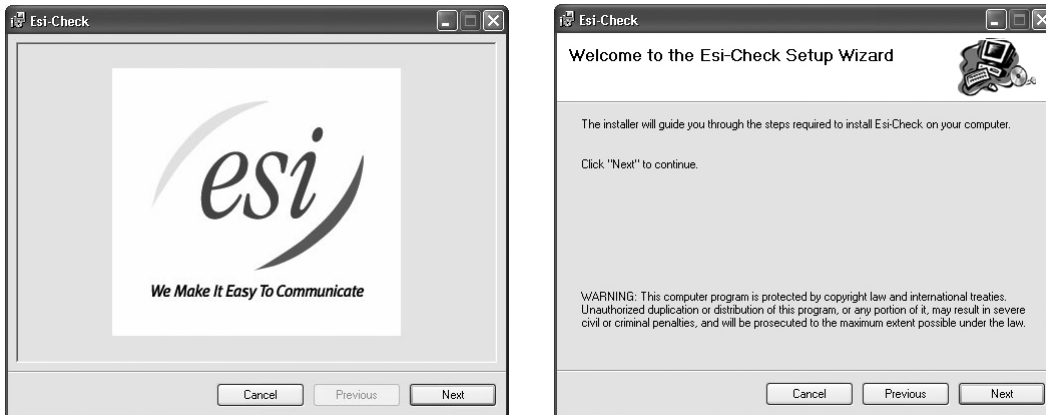 Esi-Check
esi
We Make It Easy To Communicate
Cancel Previous Next
Esi-Check
Welcome to the Esi-Check Setup Wizard
The installer will guide you through the steps required to install Esi-Check on your computer.
Click "Next" to continue.
WARNING: This computer program is protected by copyright law and international treaties.
Unauthorized duplication or distribution of this program, or any portion of it, may result in severe
civil or criminal penalties, and will be prosecuted to the maximum extent possible under the law.
Cancel Previous Next